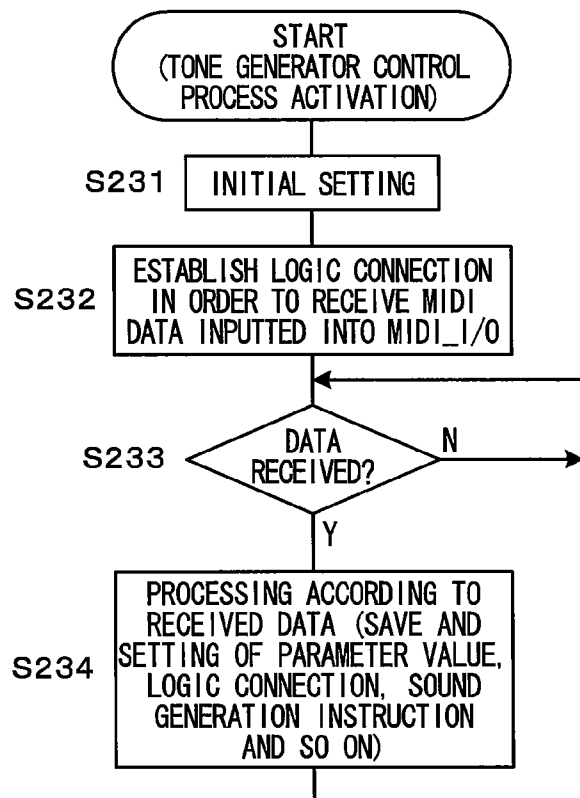 START
(TONE GENERATOR CONTROL
PROCESS ACTIVATION)
S231
INITIAL SETTING
S232
ESTABLISH LOGIC CONNECTION
IN ORDER TO RECEIVE MIDI
DATA INPUTTED INTO MIDI_I/O
S233
DATA
RECEIVED?
N
Y
S234
PROCESSING ACCORDING TO
RECEIVED DATA (SAVE AND
SETTING OF PARAMETER VALUE,
LOGIC CONNECTION, SOUND
GENERATION INSTRUCTION
AND SO ON)